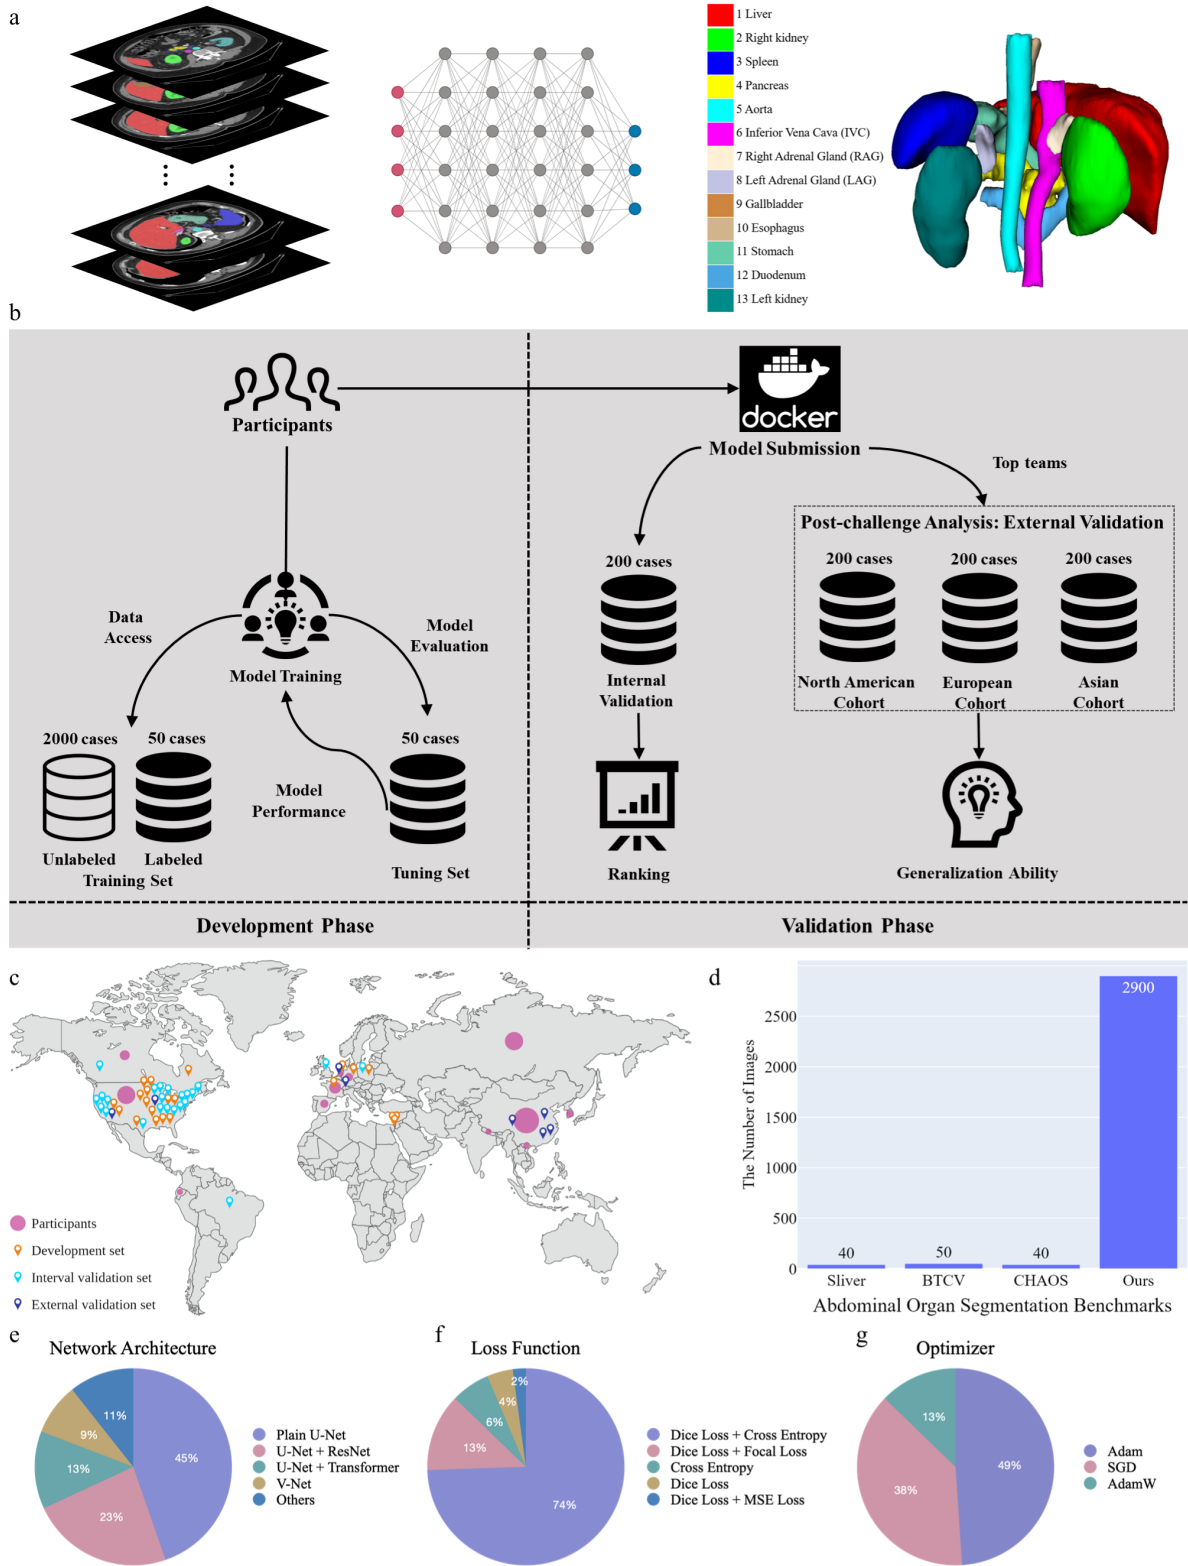 a
1 Liver
2 Right kidney
3 Spleen
4 Pancreas
5 Aorta
6 Inferior Vena Cava (IVC)
7 Right Adrenal Gland (RAG)
8 Left Adrenal Gland (LAG)
9 Gallbladder
10 Esophagus
11 Stomach
12 Duodenum
13 Left kidney
b
Participants
docker
Model Submission
Top teams
Post-challenge Analysis: External Validation
200 cases
200 cases
200 cases
200 cases
Data
Access
Model
Evaluation
Model Training
Internal
Validation
North American
Cohort
European
Cohort
Asian
Cohort
2000 cases
50 cases
50 cases
Model
Performance
Unlabeled
Labeled
Training Set
Tuning Set
Ranking
Generalization Ability
Development Phase
Validation Phase
c
Participants
Development set
Interval validation set
External validation set
d
The Number of Images
2500
2000
1500
1000
500
0
40
50
40
2900
Sliver
BTCV
CHAOS
Ours
Abdominal Organ Segmentation Benchmarks
e
Network Architecture
11%
9%
45%
13%
23%
Plain U-Net
U-Net + ResNet
U-Net + Transformer
V-Net
Others
f
Loss Function
2%
4%
6%
13%
74%
Dice Loss + Cross Entropy
Dice Loss + Focal Loss
Cross Entropy
Dice Loss
Dice Loss + MSE Loss
g
Optimizer
13%
49%
38%
Adam
SGD
AdamW